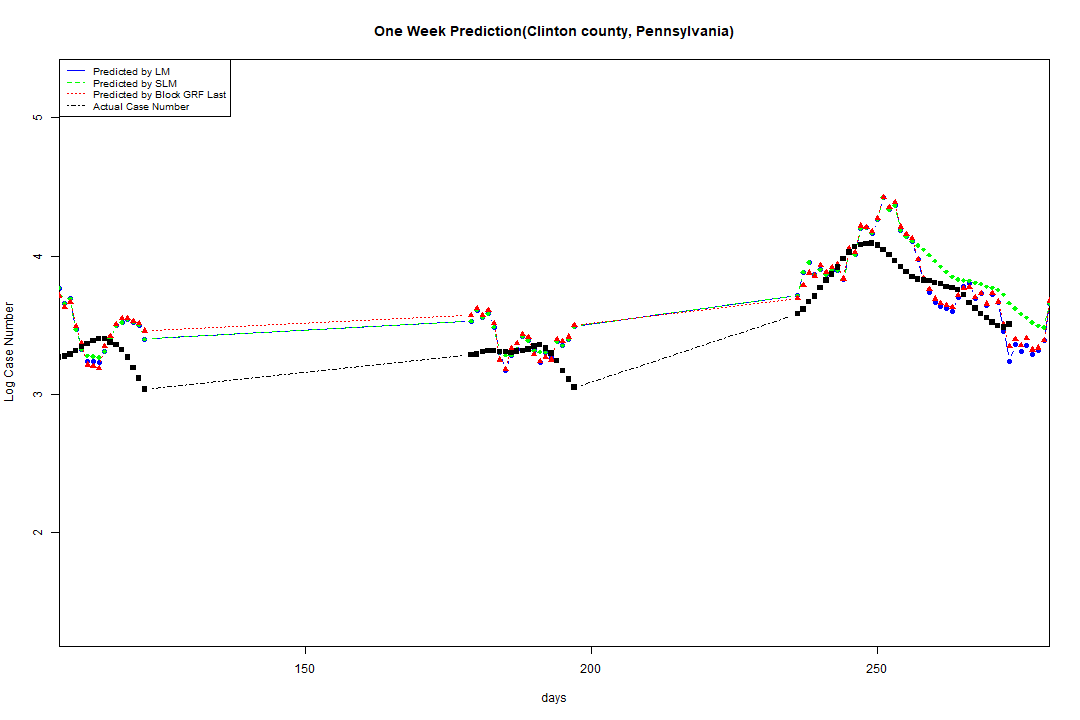 One Week Prediction(Clinton county, Pennsylvania)
Predicted by LM
Predicted by SLM
Predicted by Block GRF Last
Actual Case Number
5
4
3
2
Log Case Number
150 200 250
days